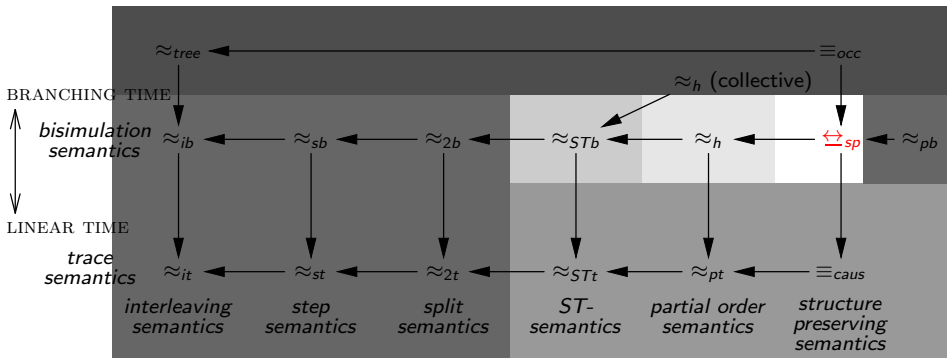 ≈tree ≡occ
≈h (collective)
BRANCHING TIME
bisimulation
semantics
≈ib ≈sb ≈2b ≈STb ≈h ↔sp ≈pb
LINEAR TIME
trace
semantics
≈it ≈st ≈2t ≈STt ≈pt ≡caus
interleaving
semantics
step
semantics
split
semantics
ST-
semantics
partial order
semantics
structure
preserving
semantics